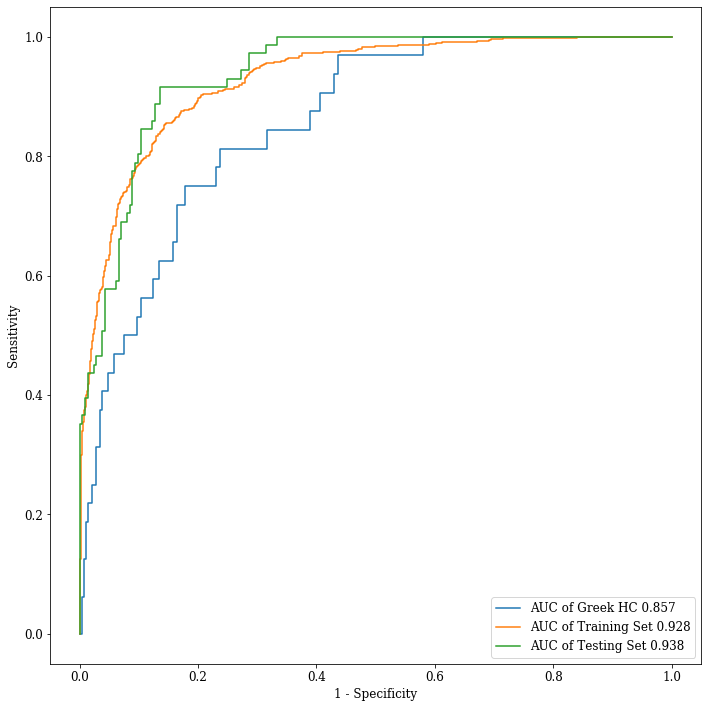 1.0
0.8
0.6
0.4
0.2
0.0
Sensitivity
AUC of Greek HC 0.857
AUC of Training Set 0.928
AUC of Testing Set 0.938
0.0 0.2 0.4 0.6 0.8 1.0
1 - Specificity